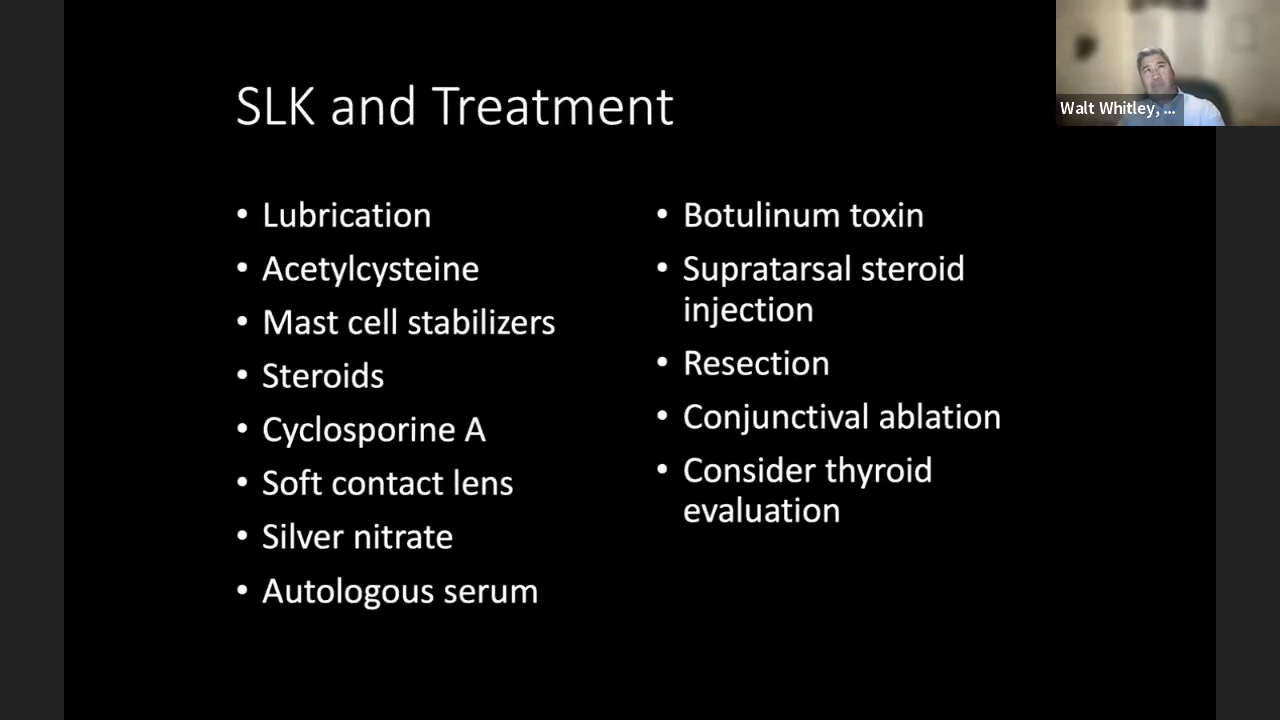 SLK and Treatment
• Lubrication
• Acetylcysteine
• Mast cell stabilizers
• Steroids
• Cyclosporine A
• Soft contact lens
• Silver nitrate
• Autologous serum
• Botulinum toxin
• Supratarsal steroid
injection
• Resection
• Conjunctival ablation
• Consider thyroid
evaluation
Walt Whitley, ...